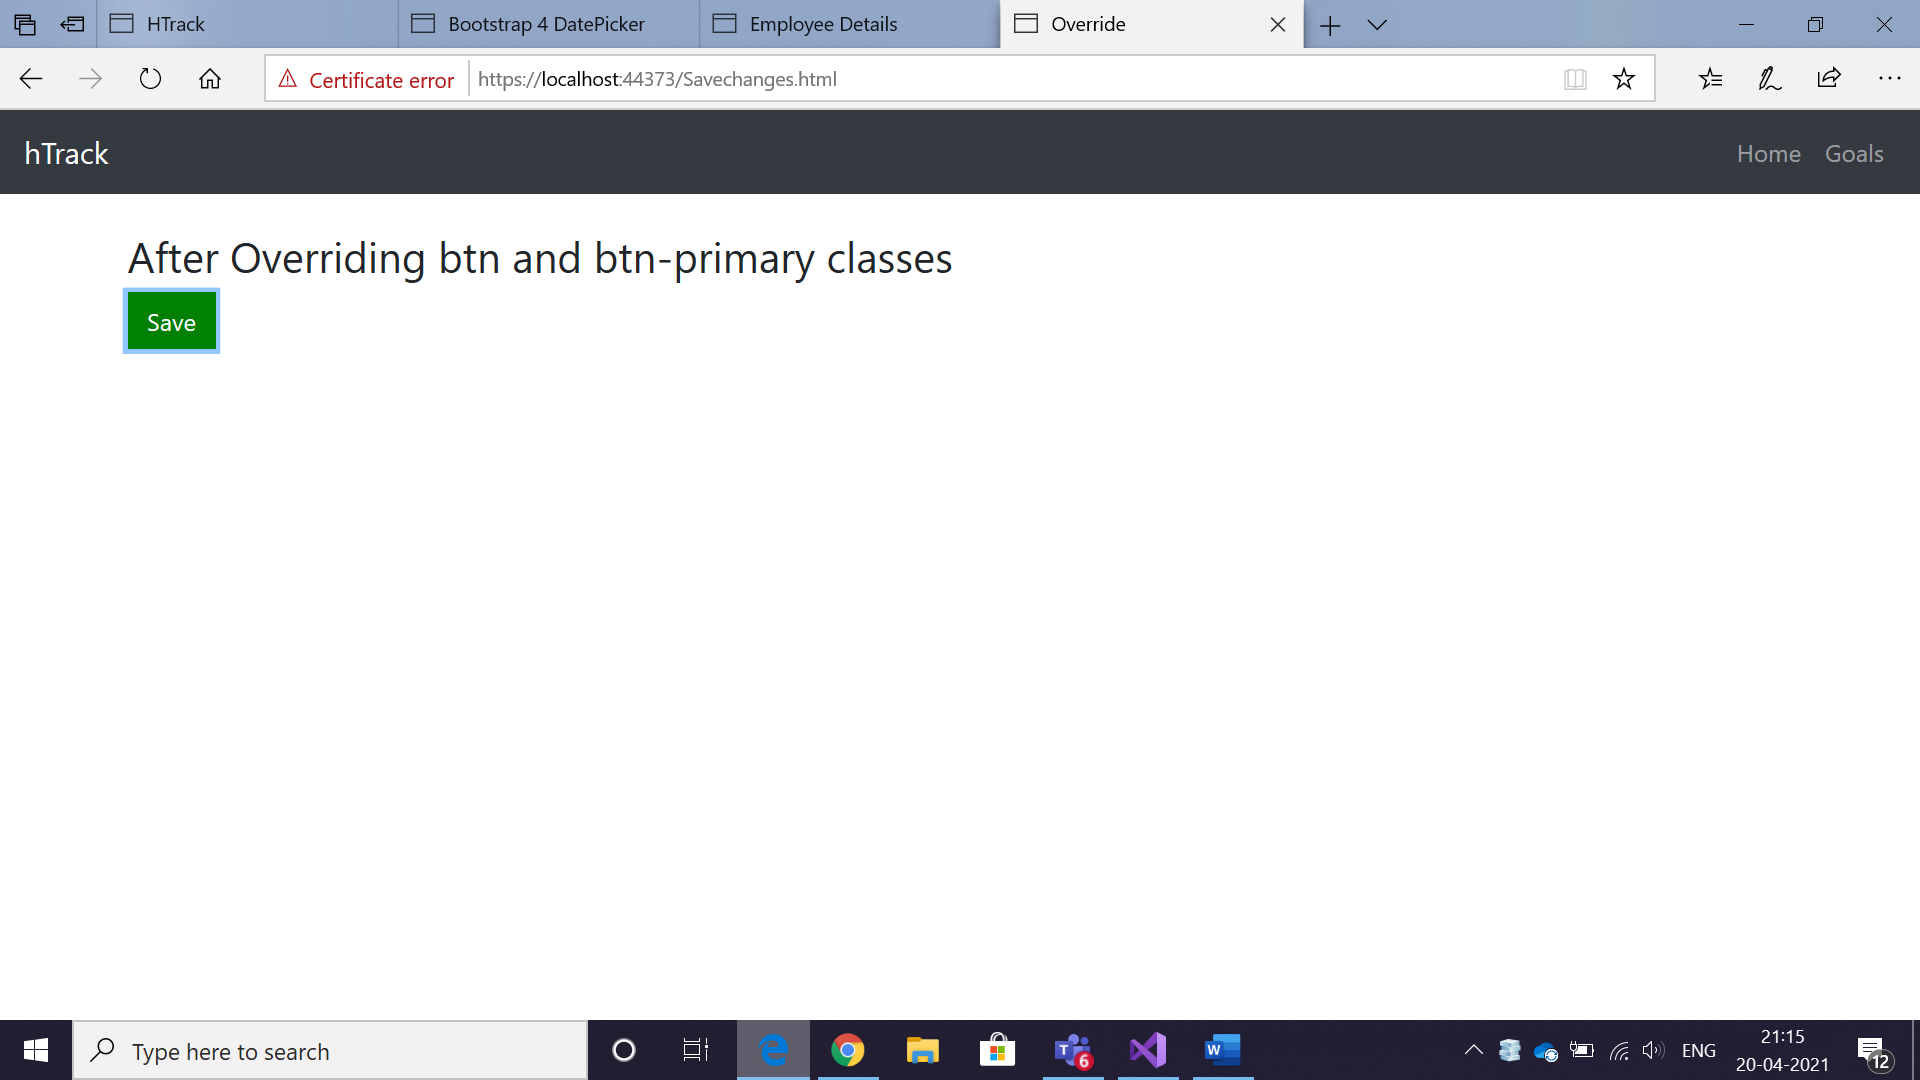 HTrack
Bootstrap 4 DatePicker
Employee Details
Override
Certificate error
https://localhost:44373/Savechanges.html
hTrack
Home
Goals
After Overriding btn and btn-primary classes
Save
Type here to search
T
6
W
ENG
21:15
20-04-2021
12